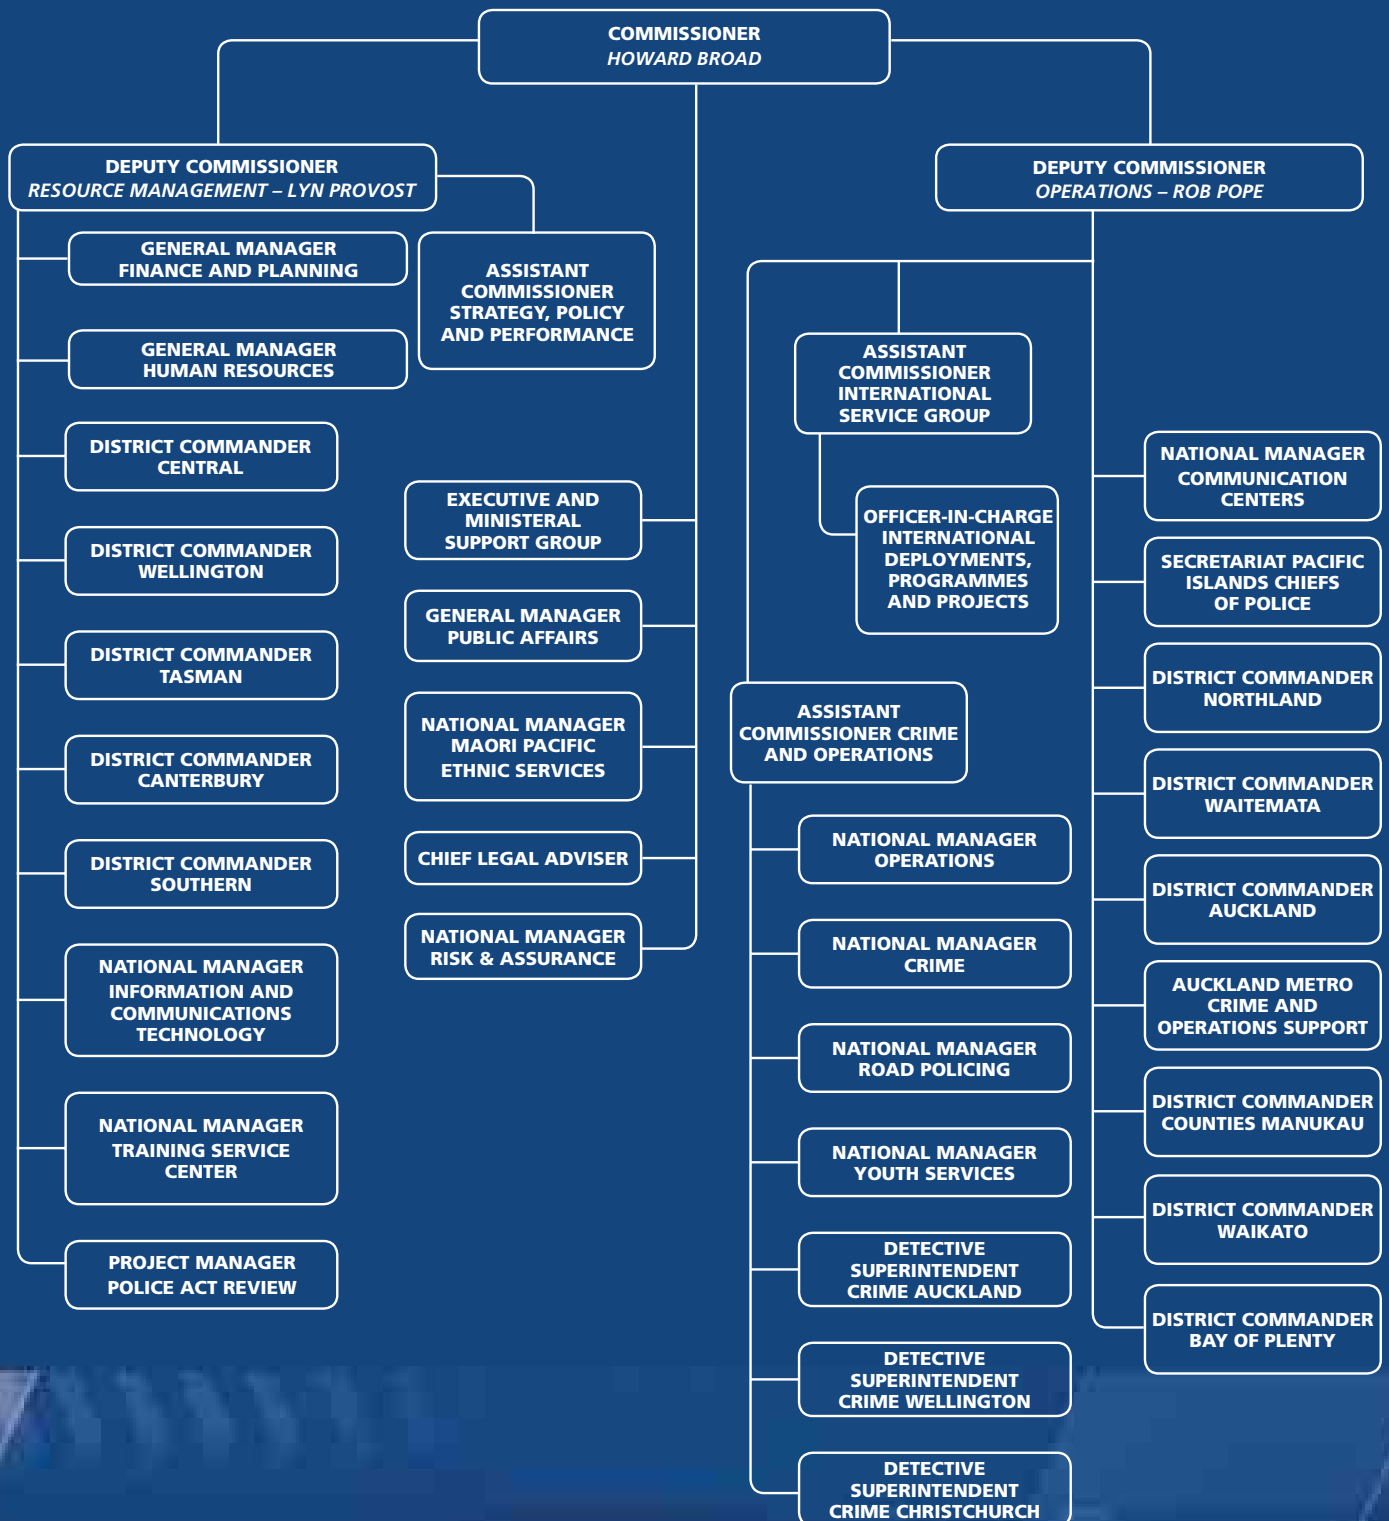 COMMISSIONER
HOWARD BROAD
DEPUTY COMMISSIONER
RESOURCE MANAGEMENT – LYN PROVOST
GENERAL MANAGER
FINANCE AND PLANNING
GENERAL MANAGER
HUMAN RESOURCES
DISTRICT COMMANDER
CENTRAL
DISTRICT COMMANDER
WELLINGTON
DISTRICT COMMANDER
TASMAN
DISTRICT COMMANDER
CANTERBURY
DISTRICT COMMANDER
SOUTHERN
NATIONAL MANAGER
INFORMATION AND
COMMUNICATIONS
TECHNOLOGY
NATIONAL MANAGER
TRAINING SERVICE
CENTER
PROJECT MANAGER
POLICE ACT REVIEW
ASSISTANT
COMMISSIONER
STRATEGY, POLICY
AND PERFORMANCE
EXECUTIVE AND
MINISTERAL
SUPPORT GROUP
GENERAL MANAGER
PUBLIC AFFAIRS
NATIONAL MANAGER
MAORI PACIFIC
ETHNIC SERVICES
CHIEF LEGAL ADVISER
NATIONAL MANAGER
RISK & ASSURANCE
DEPUTY COMMISSIONER
OPERATIONS – ROB POPE
ASSISTANT
COMMISSIONER
INTERNATIONAL
SERVICE GROUP
OFFICER-IN-CHARGE
INTERNATIONAL
DEPLOYMENTS,
PROGRAMMES
AND PROJECTS
ASSISTANT
COMMISSIONER CRIME
AND OPERATIONS
NATIONAL MANAGER
OPERATIONS
NATIONAL MANAGER
CRIME
NATIONAL MANAGER
ROAD POLICING
NATIONAL MANAGER
YOUTH SERVICES
DETECTIVE
SUPERINTENDENT
CRIME AUCKLAND
DETECTIVE
SUPERINTENDENT
CRIME WELLINGTON
DETECTIVE
SUPERINTENDENT
CRIME CHRISTCHURCH
NATIONAL MANAGER
COMMUNICATION
CENTERS
SECRETARIAT PACIFIC
ISLANDS CHIEFS
OF POLICE
DISTRICT COMMANDER
NORTHLAND
DISTRICT COMMANDER
WAITEMATA
DISTRICT COMMANDER
AUCKLAND
AUCKLAND METRO
CRIME AND
OPERATIONS SUPPORT
DISTRICT COMMANDER
COUNTIES MANUKAU
DISTRICT COMMANDER
WAIKATO
DISTRICT COMMANDER
BAY OF PLENTY